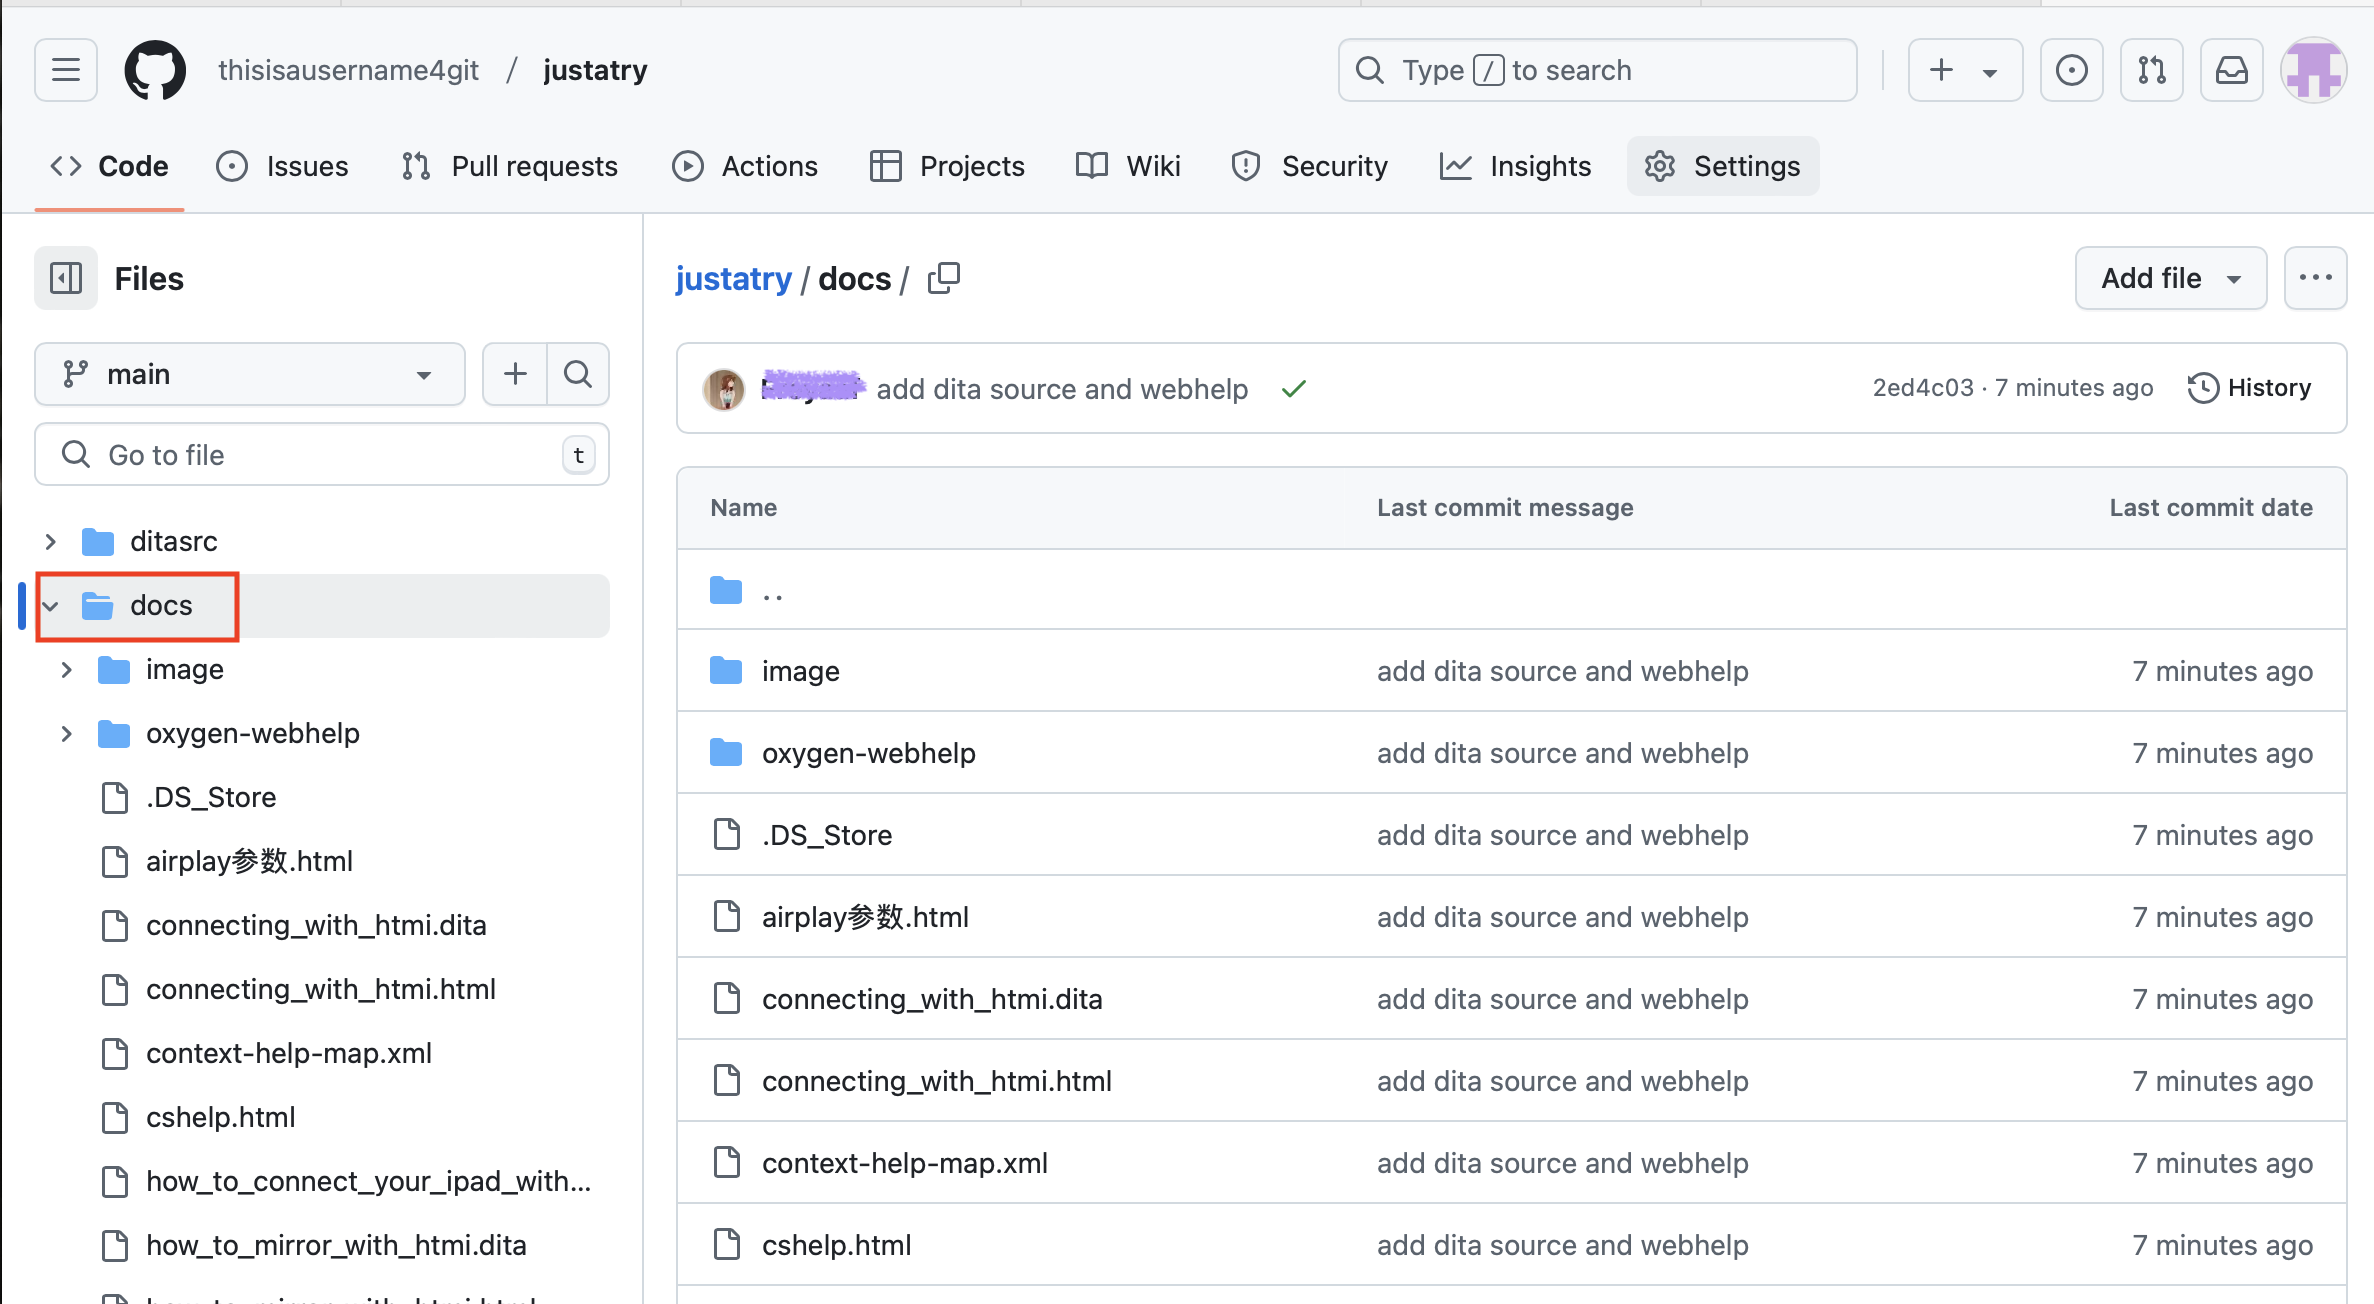 thisisausername4git / justatry
Type / to search
Code
Issues
Pull requests
Actions
Projects
Wiki
Security
Insights
Settings
Files
main
Go to file
t
ditasrc
docs
image
oxygen-webhelp
.DS_Store
airplay参数.html
connecting_with_htmi.dita
connecting_with_htmi.html
context-help-map.xml
cshelp.html
how_to_connect_your_ipad_with...
how_to_mirror_with_htmi.dita
justatry / docs /
Add file
add dita source and webhelp
2ed4c03 · 7 minutes ago
History
Name Last commit message Last commit date
..
image add dita source and webhelp 7 minutes ago
oxygen-webhelp add dita source and webhelp 7 minutes ago
.DS_Store add dita source and webhelp 7 minutes ago
airplay参数.html add dita source and webhelp 7 minutes ago
connecting_with_htmi.dita add dita source and webhelp 7 minutes ago
connecting_with_htmi.html add dita source and webhelp 7 minutes ago
context-help-map.xml add dita source and webhelp 7 minutes ago
cshelp.html add dita source and webhelp 7 minutes ago